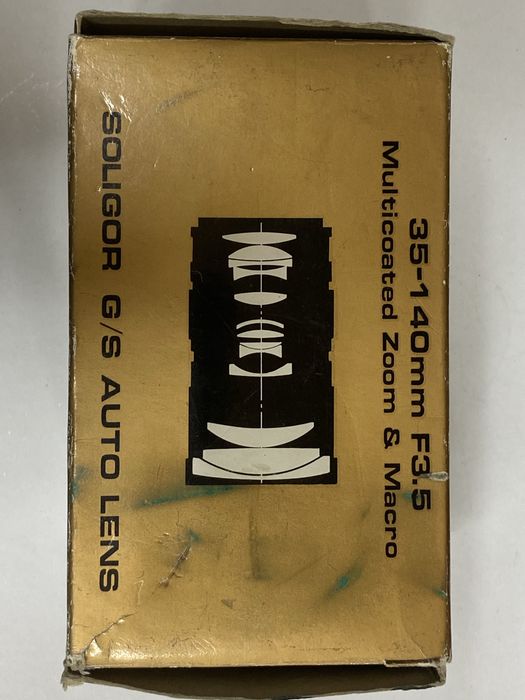 35-140mm F3.5
Multicoated Zoom & Macro
SOLIGOR G/S AUTO LENS